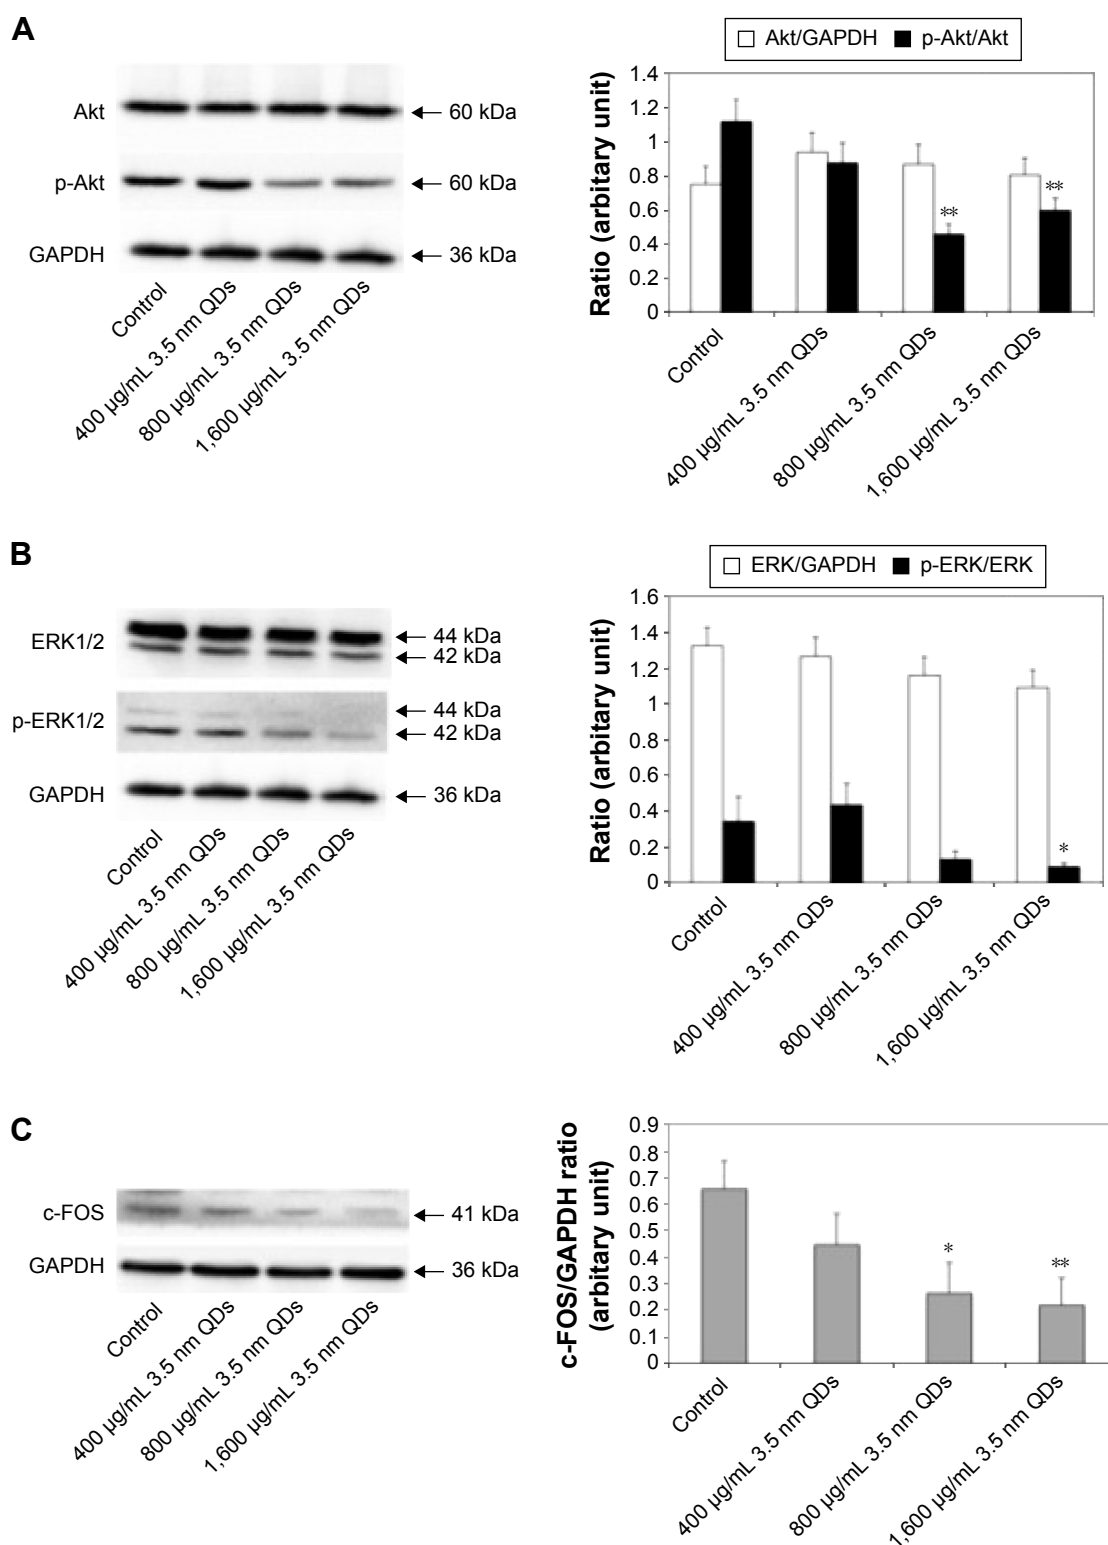 A
Akt
60 kDa
p-Akt
60 kDa
GAPDH
36 kDa
Control
400 µg/mL 3.5 nm QDs
800 µg/mL 3.5 nm QDs
1,600 µg/mL 3.5 nm QDs
Akt/GAPDH p-Akt/Akt
Ratio (arbitary unit)
1.4
1.2
1
0.8
0.6
0.4
0.2
0
**
**
Control
400 µg/mL 3.5 nm QDs
800 µg/mL 3.5 nm QDs
1,600 µg/mL 3.5 nm QDs
B
ERK1/2
44 kDa
42 kDa
p-ERK1/2
44 kDa
42 kDa
GAPDH
36 kDa
Control
400 µg/mL 3.5 nm QDs
800 µg/mL 3.5 nm QDs
1,600 µg/mL 3.5 nm QDs
ERK/GAPDH p-ERK/ERK
Ratio (arbitary unit)
1.6
1.4
1.2
1
0.8
0.6
0.4
0.2
0
*
Control
400 µg/mL 3.5 nm QDs
800 µg/mL 3.5 nm QDs
1,600 µg/mL 3.5 nm QDs
C
c-FOS
41 kDa
GAPDH
36 kDa
Control
400 µg/mL 3.5 nm QDs
800 µg/mL 3.5 nm QDs
1,600 µg/mL 3.5 nm QDs
c-FOS/GAPDH ratio
(arbitary unit)
0.9
0.8
0.7
0.6
0.5
0.4
0.3
0.2
0.1
0
*
**
Control
400 µg/mL 3.5 nm QDs
800 µg/mL 3.5 nm QDs
1,600 µg/mL 3.5 nm QDs